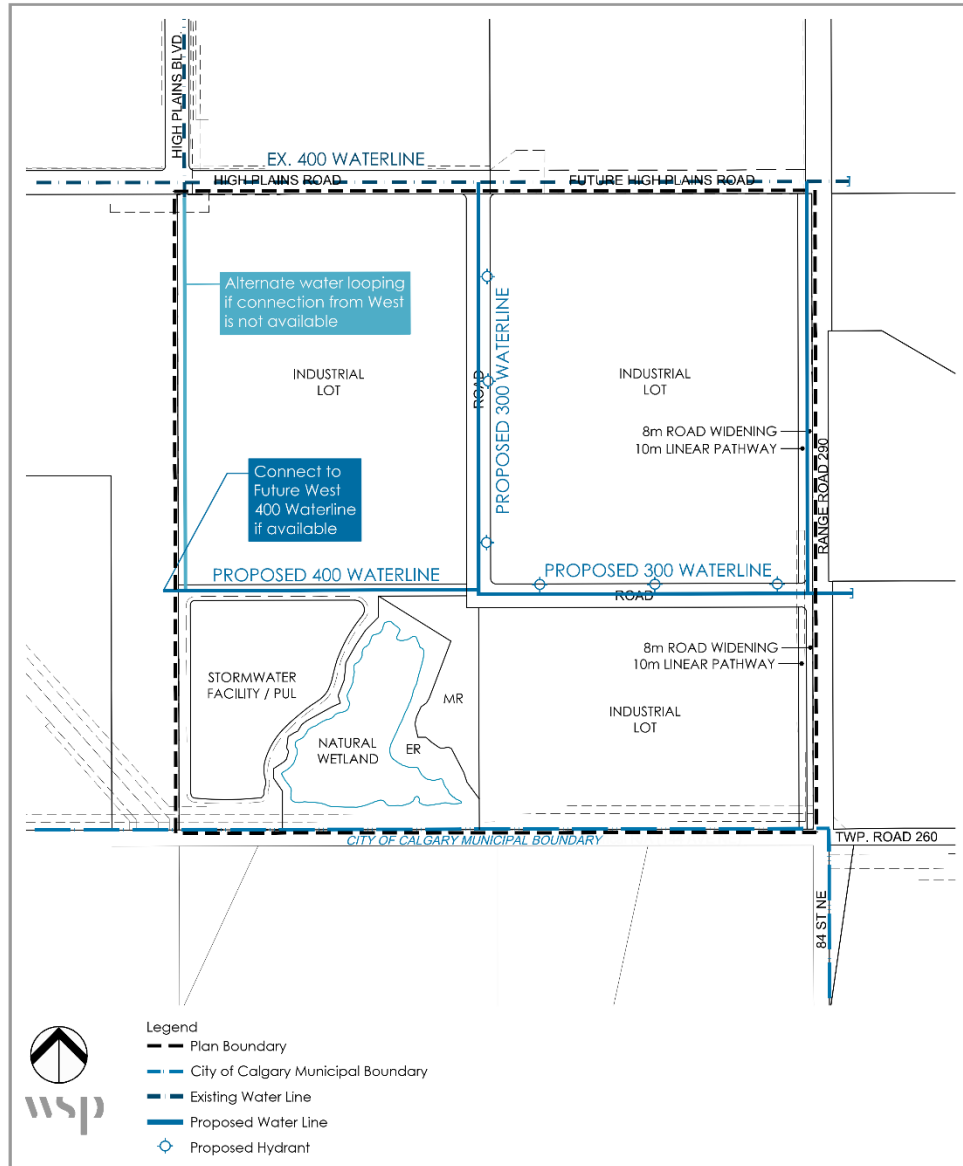 HIGH PLAINS BLVD.
EX. 400 WATERLINE
HIGH PLAINS ROAD
FUTURE HIGH PLAINS ROAD
Alternate water looping
if connection from West
is not available
INDUSTRIAL
LOT
ROAD
PROPOSED 300 WATERLINE
INDUSTRIAL
LOT
8m ROAD WIDENING
10m LINEAR PATHWAY
RANGE ROAD 290
Connect to
Future West
400 Waterline
if available
PROPOSED 400 WATERLINE
PROPOSED 300 WATERLINE
ROAD
8m ROAD WIDENING
10m LINEAR PATHWAY
STORMWATER
FACILITY / PUL
MR
NATURAL
WETLAND
ER
INDUSTRIAL
LOT
CITY OF CALGARY MUNICIPAL BOUNDARY
TWP. ROAD 260
84 ST NE
Legend
Plan Boundary
City of Calgary Municipal Boundary
Existing Water Line
Proposed Water Line
Proposed Hydrant
wsp